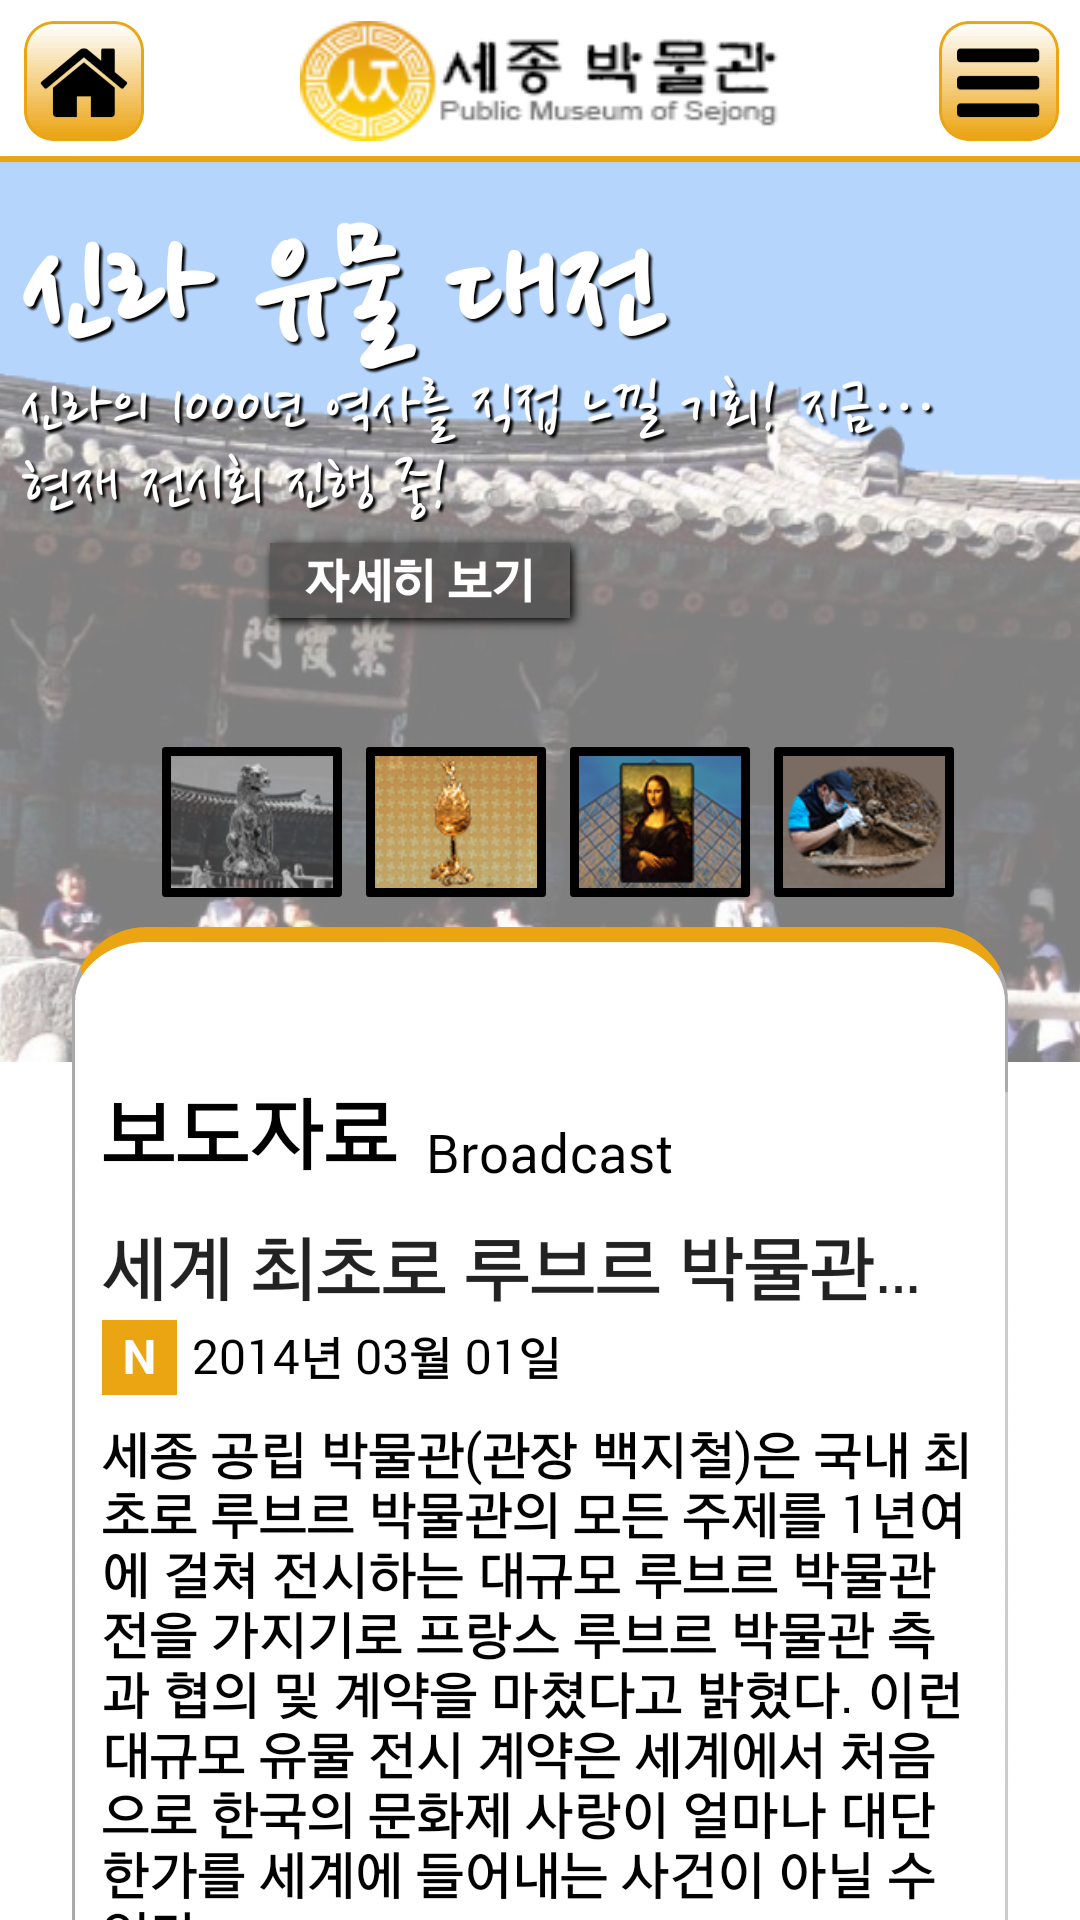 세종 박물관
Public Museum of Sejong
신라 유물 대전
신라의 1000년 역사를 직접 느낄 기회! 지금...
현재 전시회 진행 중!
자세히 보기
門霞紫
보도자료 Broadcast
세계 최초로 루브르 박물관...
N 2014년 03월 01일
세종 공립 박물관(관장 백지철)은 국내 최
초로 루브르 박물관의 모든 주제를 1년여
에 걸쳐 전시하는 대규모 루브르 박물관
전을 가지기로 프랑스 루브르 박물관 측
과 협의 및 계약을 마쳤다고 밝혔다. 이런
대규모 유물 전시 계약은 세계에서 처음
으로 한국의 문화제 사랑이 얼마나 대단
한가를 세계에 들어내는 사건이 아닐 수